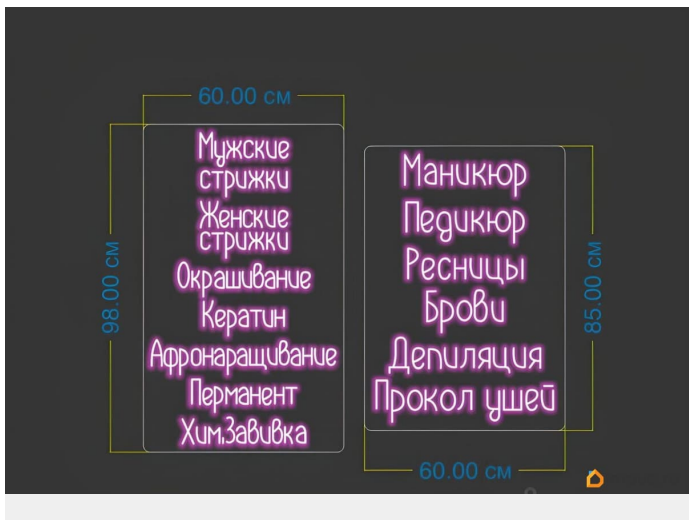 60.00 см
98.00 см
Мужские
стрижки
Женские
стрижки
Окрашивание
Кератин
Афронаращивание
Перманент
Хим.Завивка
Маникюр
Педикюр
Ресницы
Брови
Депиляция
Прокол ушей
85.00 см
60.00 см